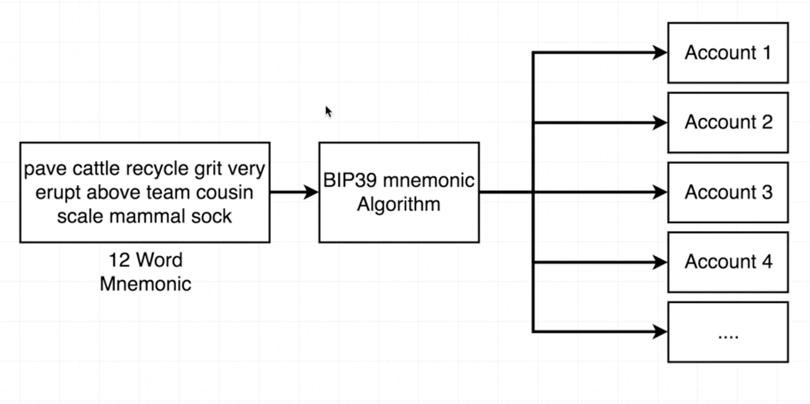 pave cattle recycle grit very
erupt above team cousin
scale mammal sock
12 Word
Mnemonic
BIP39 mnemonic
Algorithm
Account 1
Account 2
Account 3
Account 4
....